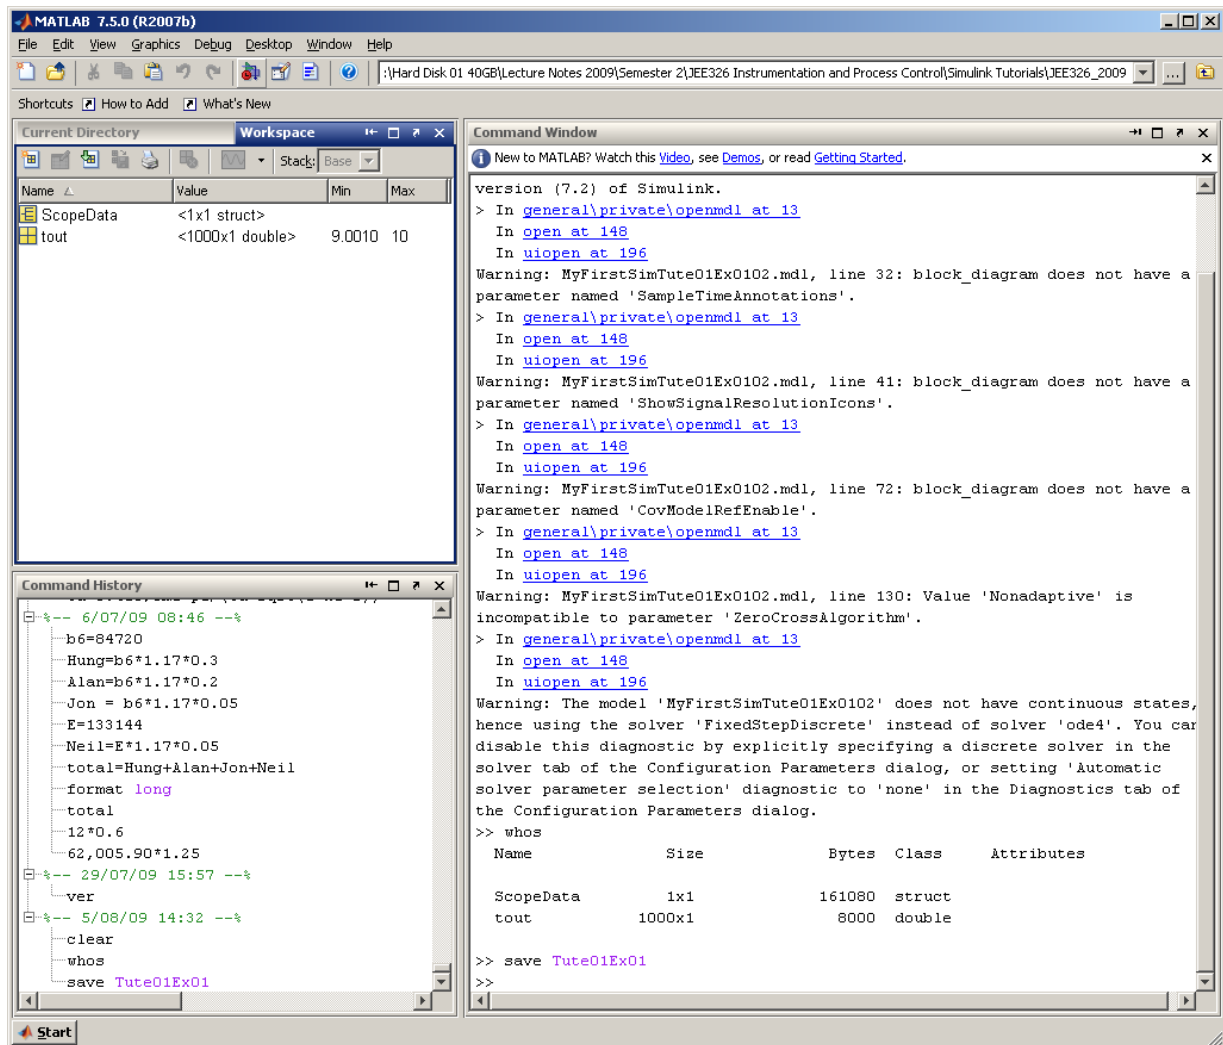 MATLAB 7.5.0 (R2007b)
File Edit View Graphics Debug Desktop Window Help
:\Hard Disk 01 40GB\Lecture Notes 2009\Semester 2\JEE326 Instrumentation and Process Control\Simulink Tutorials\JEE326_2009
Shortcuts How to Add What's New
Current Directory Workspace
Stack: Base
Name Value Min Max
ScopeData <1x1 struct>
tout <1000x1 double> 9.0010 10
Command History
%-- 6/07/09 08:46 --%
b6=84720
Hung=b6*1.17*0.3
Alan=b6*1.17*0.2
Jon = b6*1.17*0.05
E=133144
Neil=E*1.17*0.05
total=Hung+Alan+Jon+Neil
format long
total
12*0.6
62,005.90*1.25
%-- 29/07/09 15:57 --%
ver
%-- 5/08/09 14:32 --%
clear
whos
save Tute01Ex01
Command Window
New to MATLAB? Watch this Video, see Demos, or read Getting Started.
version (7.2) of Simulink.
> In general\private\openmdl at 13
In open at 148
In uiopen at 196
Warning: MyFirstSimTute01Ex0102.mdl, line 32: block_diagram does not have a
parameter named 'SampleTimeAnnotations'.
> In general\private\openmdl at 13
In open at 148
In uiopen at 196
Warning: MyFirstSimTute01Ex0102.mdl, line 41: block_diagram does not have a
parameter named 'ShowSignalResolutionIcons'.
> In general\private\openmdl at 13
In open at 148
In uiopen at 196
Warning: MyFirstSimTute01Ex0102.mdl, line 72: block_diagram does not have a
parameter named 'CovModelRefEnable'.
> In general\private\openmdl at 13
In open at 148
In uiopen at 196
Warning: MyFirstSimTute01Ex0102.mdl, line 130: Value 'Nonadaptive' is
incompatible to parameter 'ZeroCrossAlgorithm'.
> In general\private\openmdl at 13
In open at 148
In uiopen at 196
Warning: The model 'MyFirstSimTute01Ex0102' does not have continuous states,
hence using the solver 'FixedStepDiscrete' instead of solver 'ode4'. You can
disable this diagnostic by explicitly specifying a discrete solver in the
solver tab of the Configuration Parameters dialog, or setting 'Automatic
solver parameter selection' diagnostic to 'none' in the Diagnostics tab of
the Configuration Parameters dialog.
>> whos
Name Size Bytes Class Attributes
ScopeData 1x1 161080 struct
tout 1000x1 8000 double
>> save Tute01Ex01
>>
Start